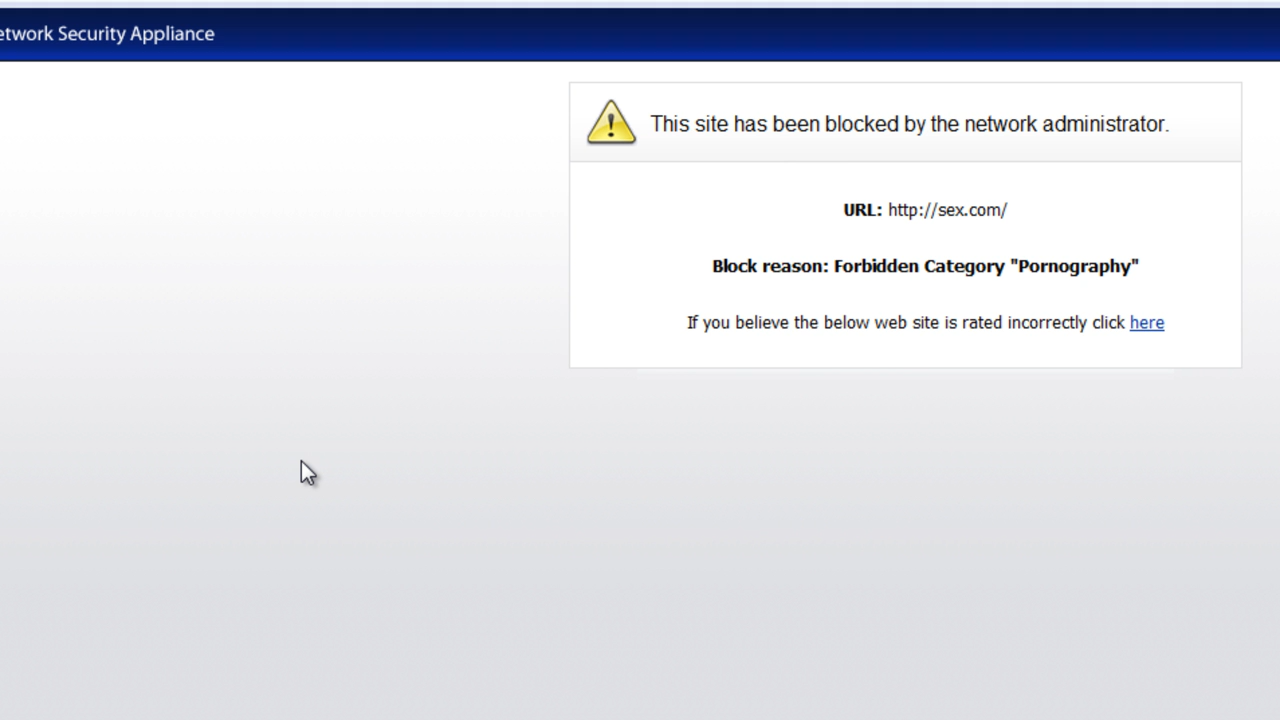 etwork Security Appliance
This site has been blocked by the network administrator.
URL: http://sex.com/
Block reason: Forbidden Category "Pornography"
If you believe the below web site is rated incorrectly click here